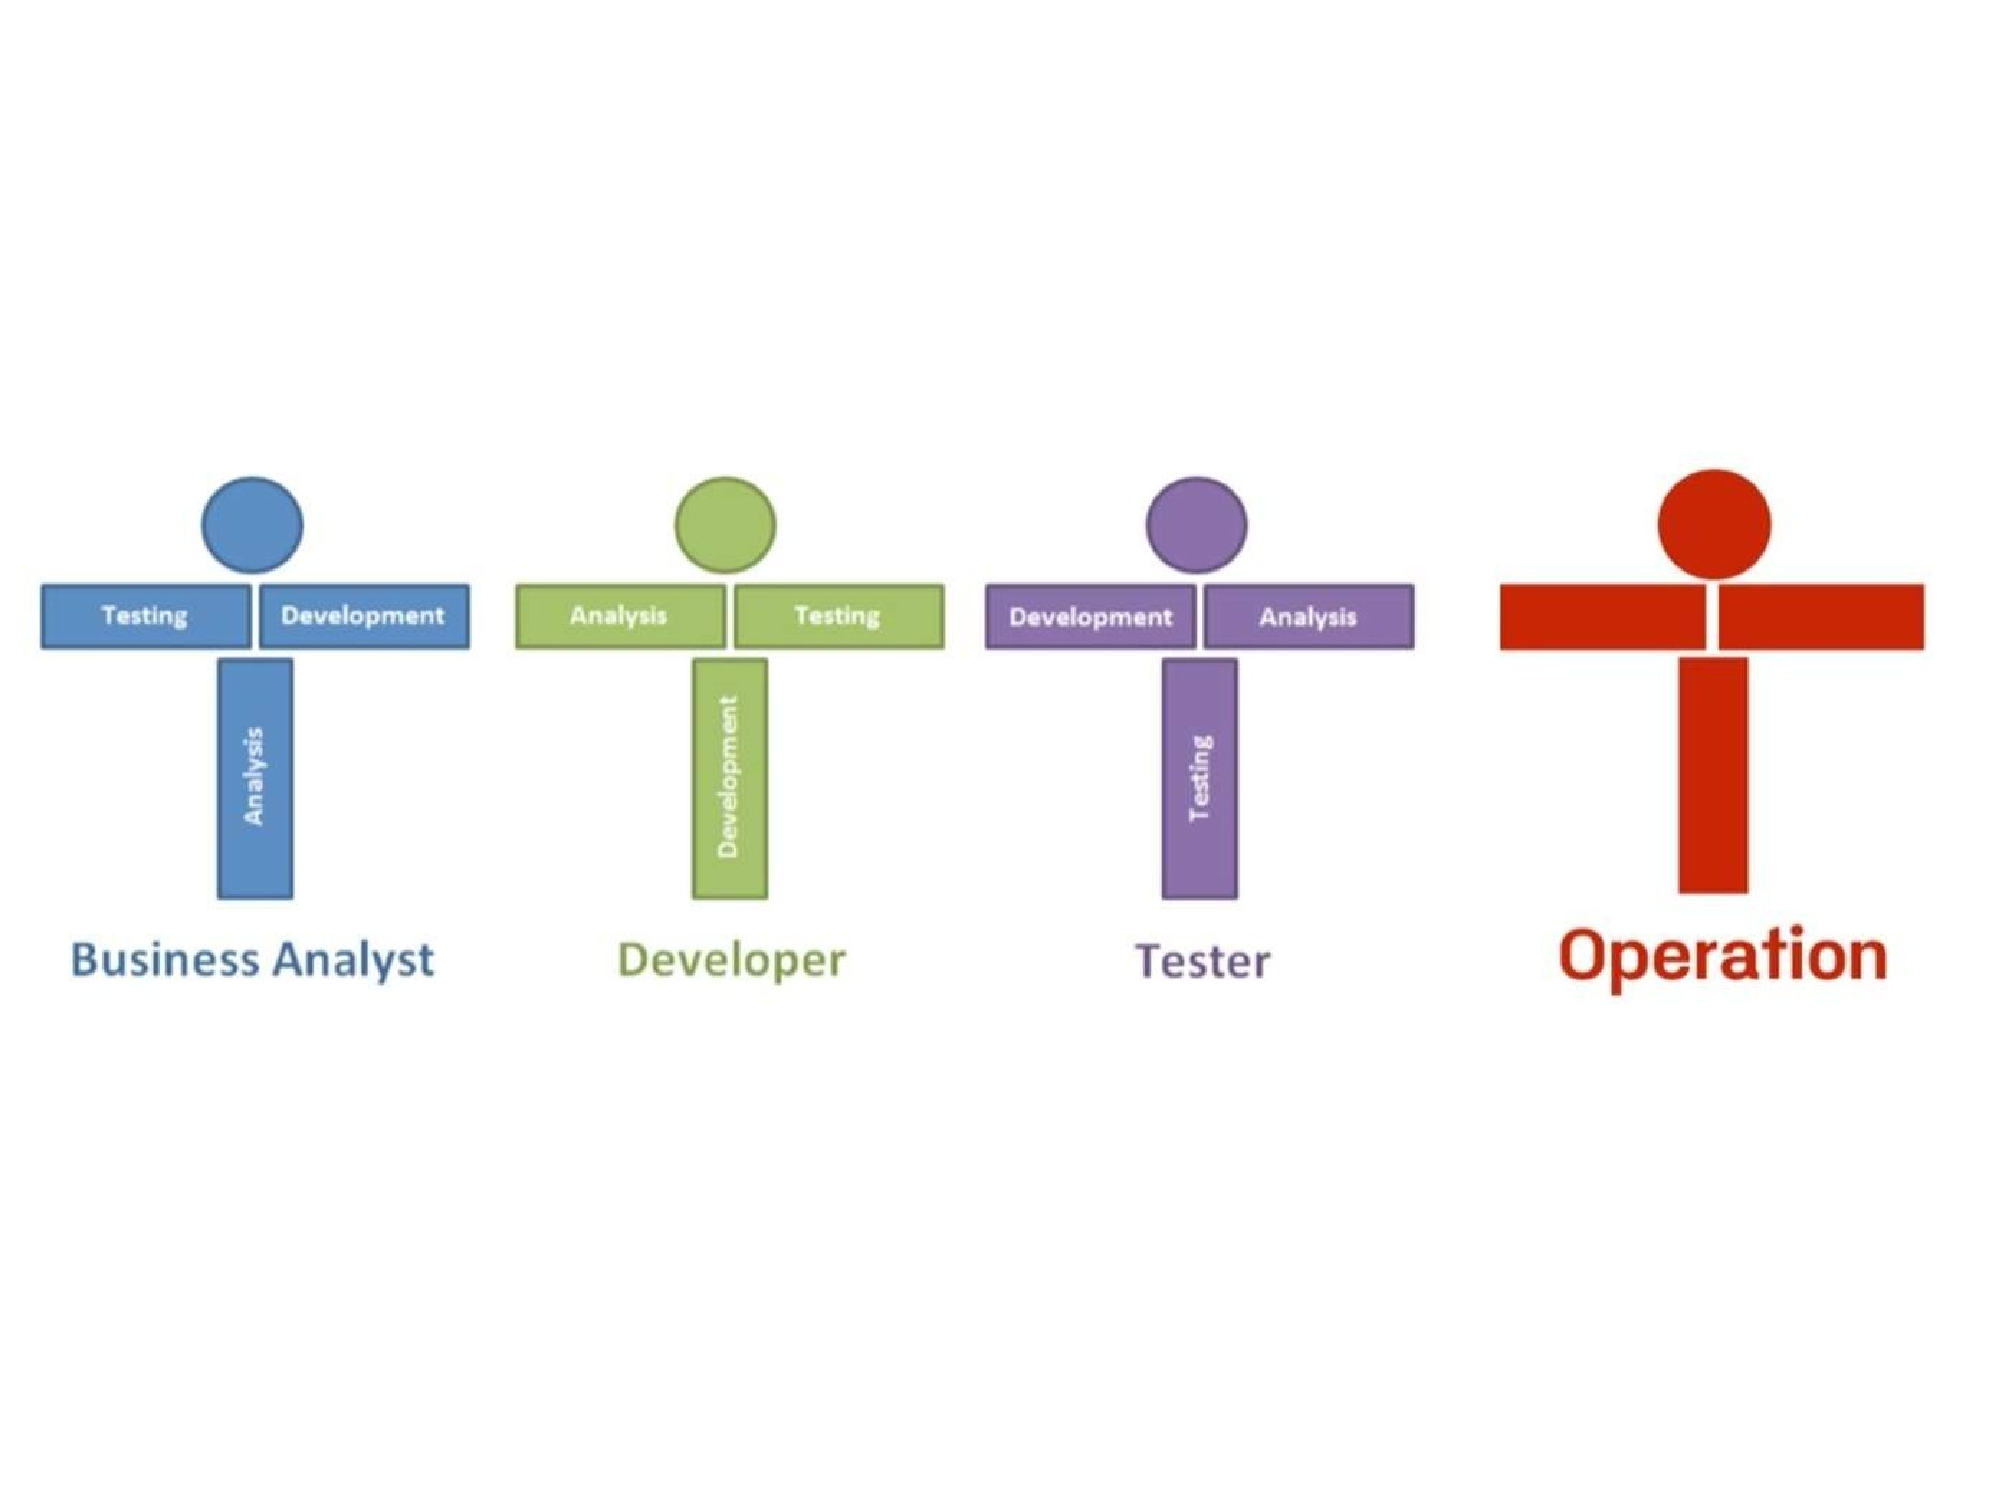 Testing Development
Analysis
Business Analyst
Analysis Testing
Development
Developer
Development Analysis
Testing
Tester
Operation